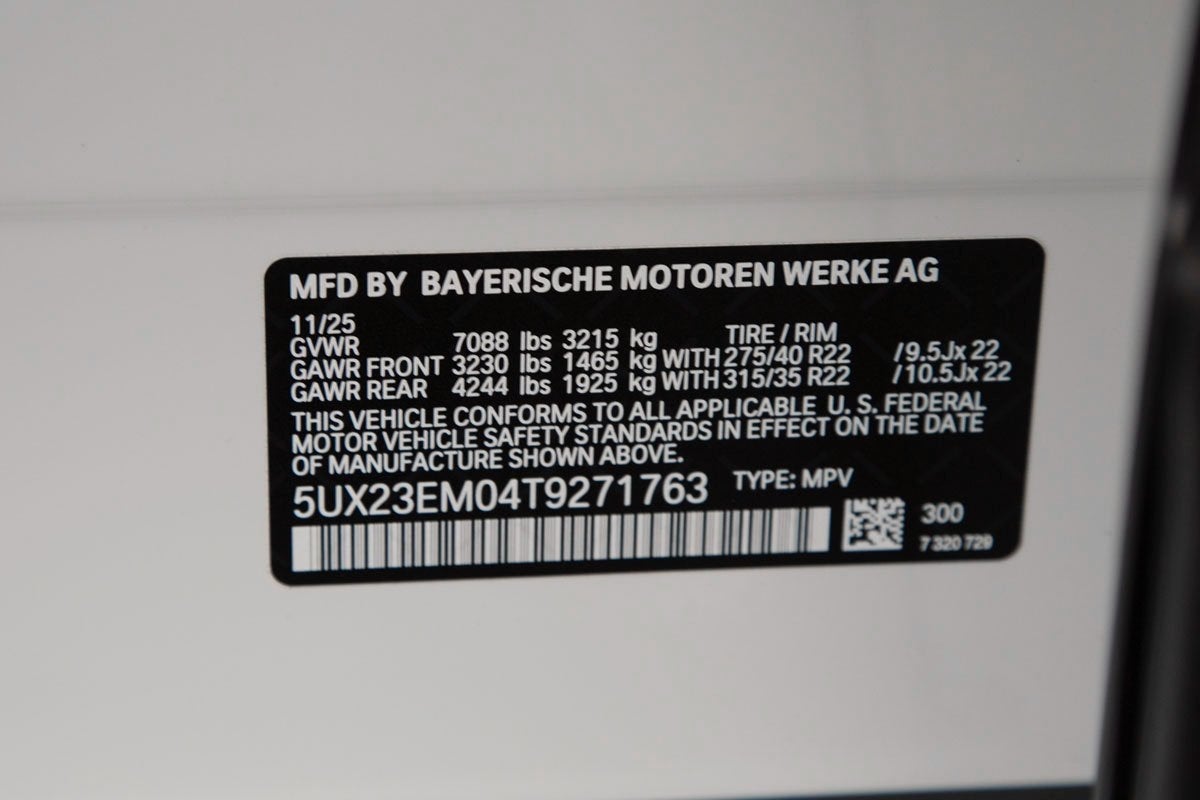 MFD BY BAYERISCHE MOTOREN WERKE AG
11/25
GVWR 7088 lbs 3215 kg TIRE / RIM
GAWR FRONT 3230 lbs 1465 kg WITH 275/40 R22 /9.5Jx 22
GAWR REAR 4244 lbs 1925 kg WITH 315/35 R22 /10.5Jx 22
THIS VEHICLE CONFORMS TO ALL APPLICABLE U. S. FEDERAL
MOTOR VEHICLE SAFETY STANDARDS IN EFFECT ON THE DATE
OF MANUFACTURE SHOWN ABOVE.
5UX23EM04T9271763 TYPE: MPV
300
7 320 729